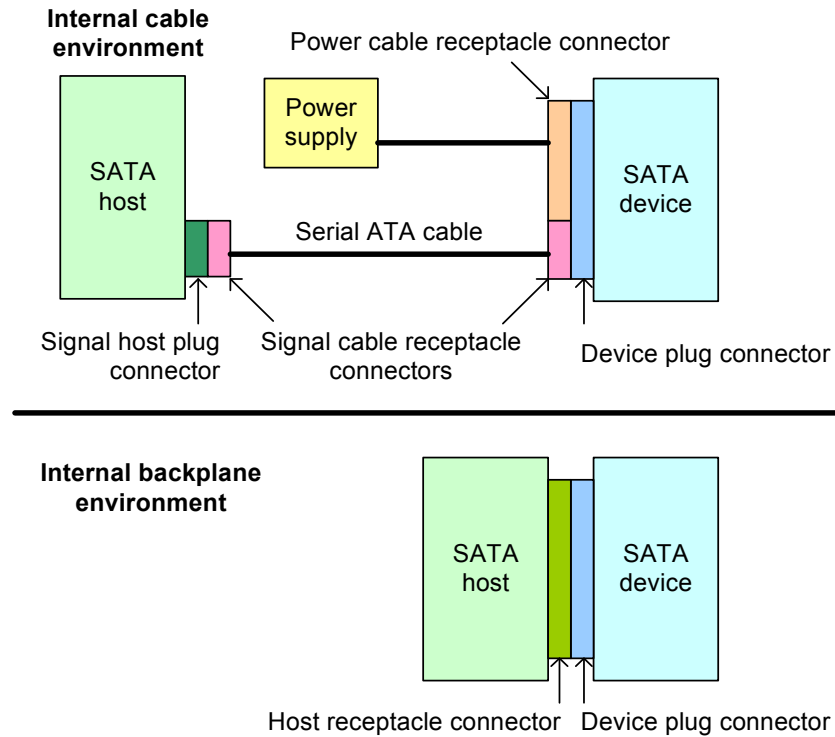 Internal cable
environment
Power cable receptacle connector
Power
supply
SATA
host
SATA
device
Serial ATA cable
Signal host plug
connector
Signal cable receptacle
connectors
Device plug connector
Internal backplane
environment
SATA
host
SATA
device
Host receptacle connector
Device plug connector